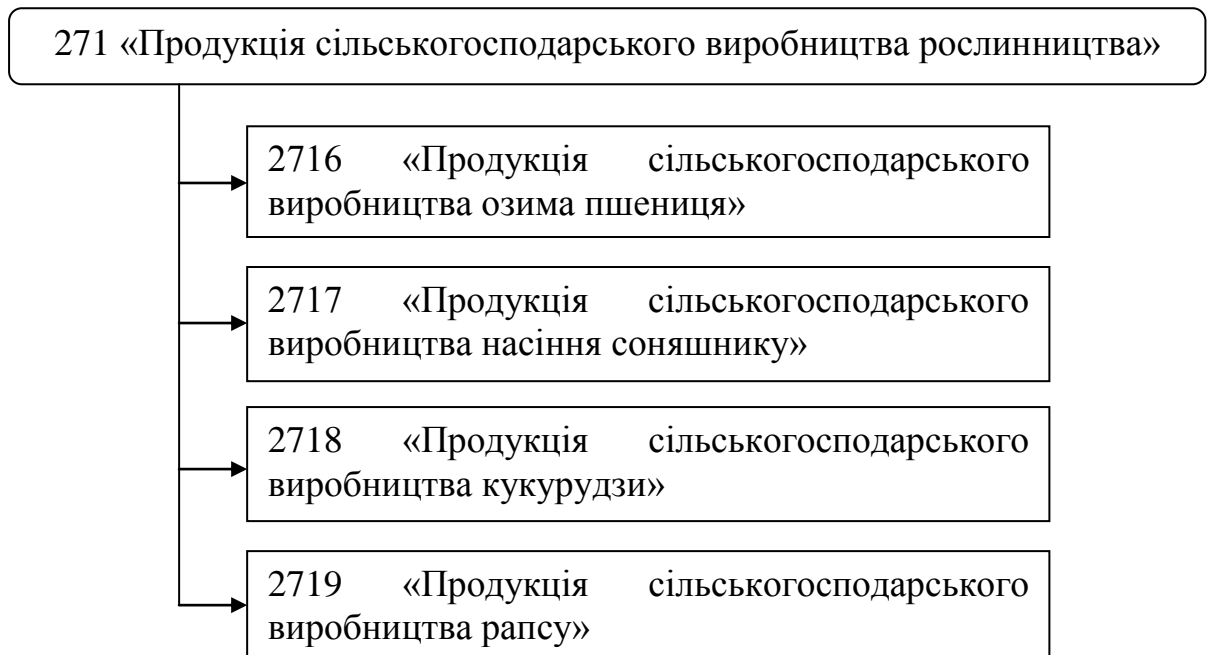 271 «Продукція сільськогосподарського виробництва рослинництва»
2716 «Продукція сільськогосподарського
виробництва озима пшениця»
2717 «Продукція сільськогосподарського
виробництва насіння соняшнику»
2718 «Продукція сільськогосподарського
виробництва кукурудзи»
2719 «Продукція сільськогосподарського
виробництва рапсу»